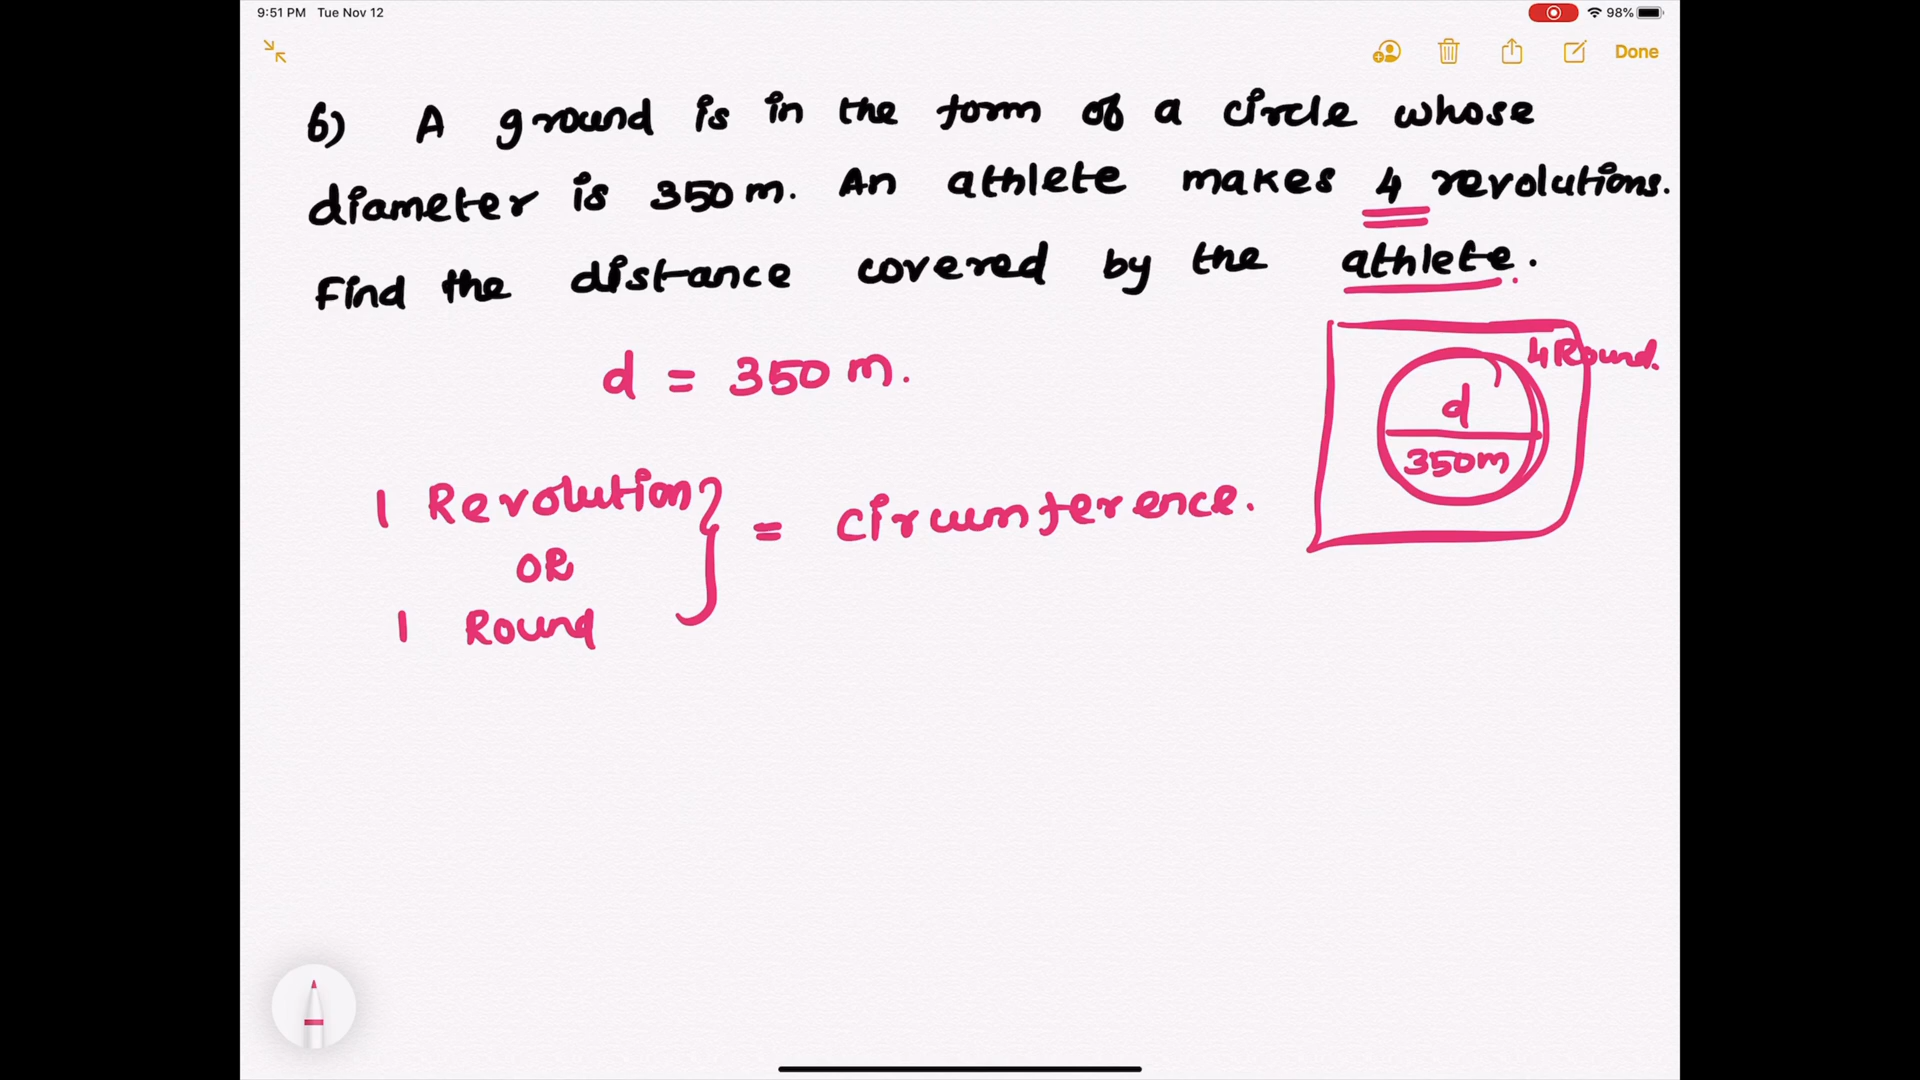 9:51 PM Tue Nov 12
98%
Done
6) A ground is in the form of a circle whose
diameter is 350 m. An athlete makes 4 revolutions.
Find the distance covered by the athlete.
d = 350 m.
4 Round.
d
350m
1 Revolution
OR
1 Round
= circumference.